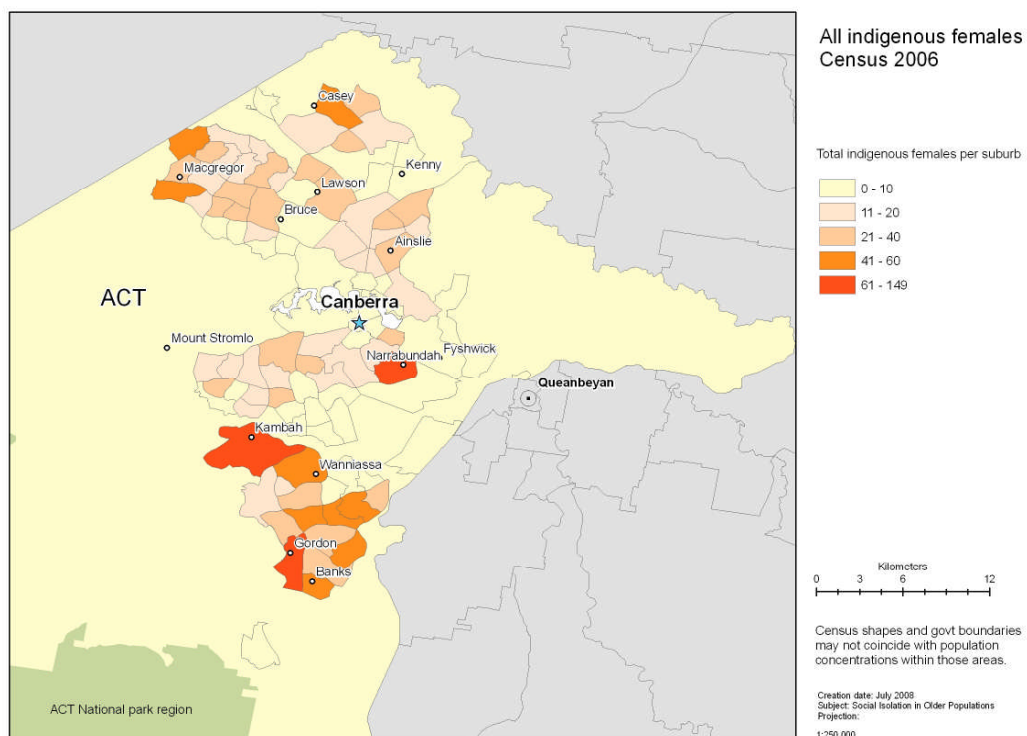 All indigenous females
Census 2006
Total indigenous females per suburb
0 - 10
11 - 20
21 - 40
41 - 60
61 - 149
Casey
Kenny
Macgregor
Lawson
Bruce
Ainslie
ACT
Canberra
Mount Stromlo
Fyshwick
Narrabundah
Queanbeyan
Kambah
Wanniassa
Gordon
Banks
ACT National park region
Kilometers
0 3 6 12
Census shapes and govt boundaries
may not coincide with population
concentrations within those areas.
Creation date: July 2008
Subject: Social Isolation in Older Populations
Projection:
1:250,000